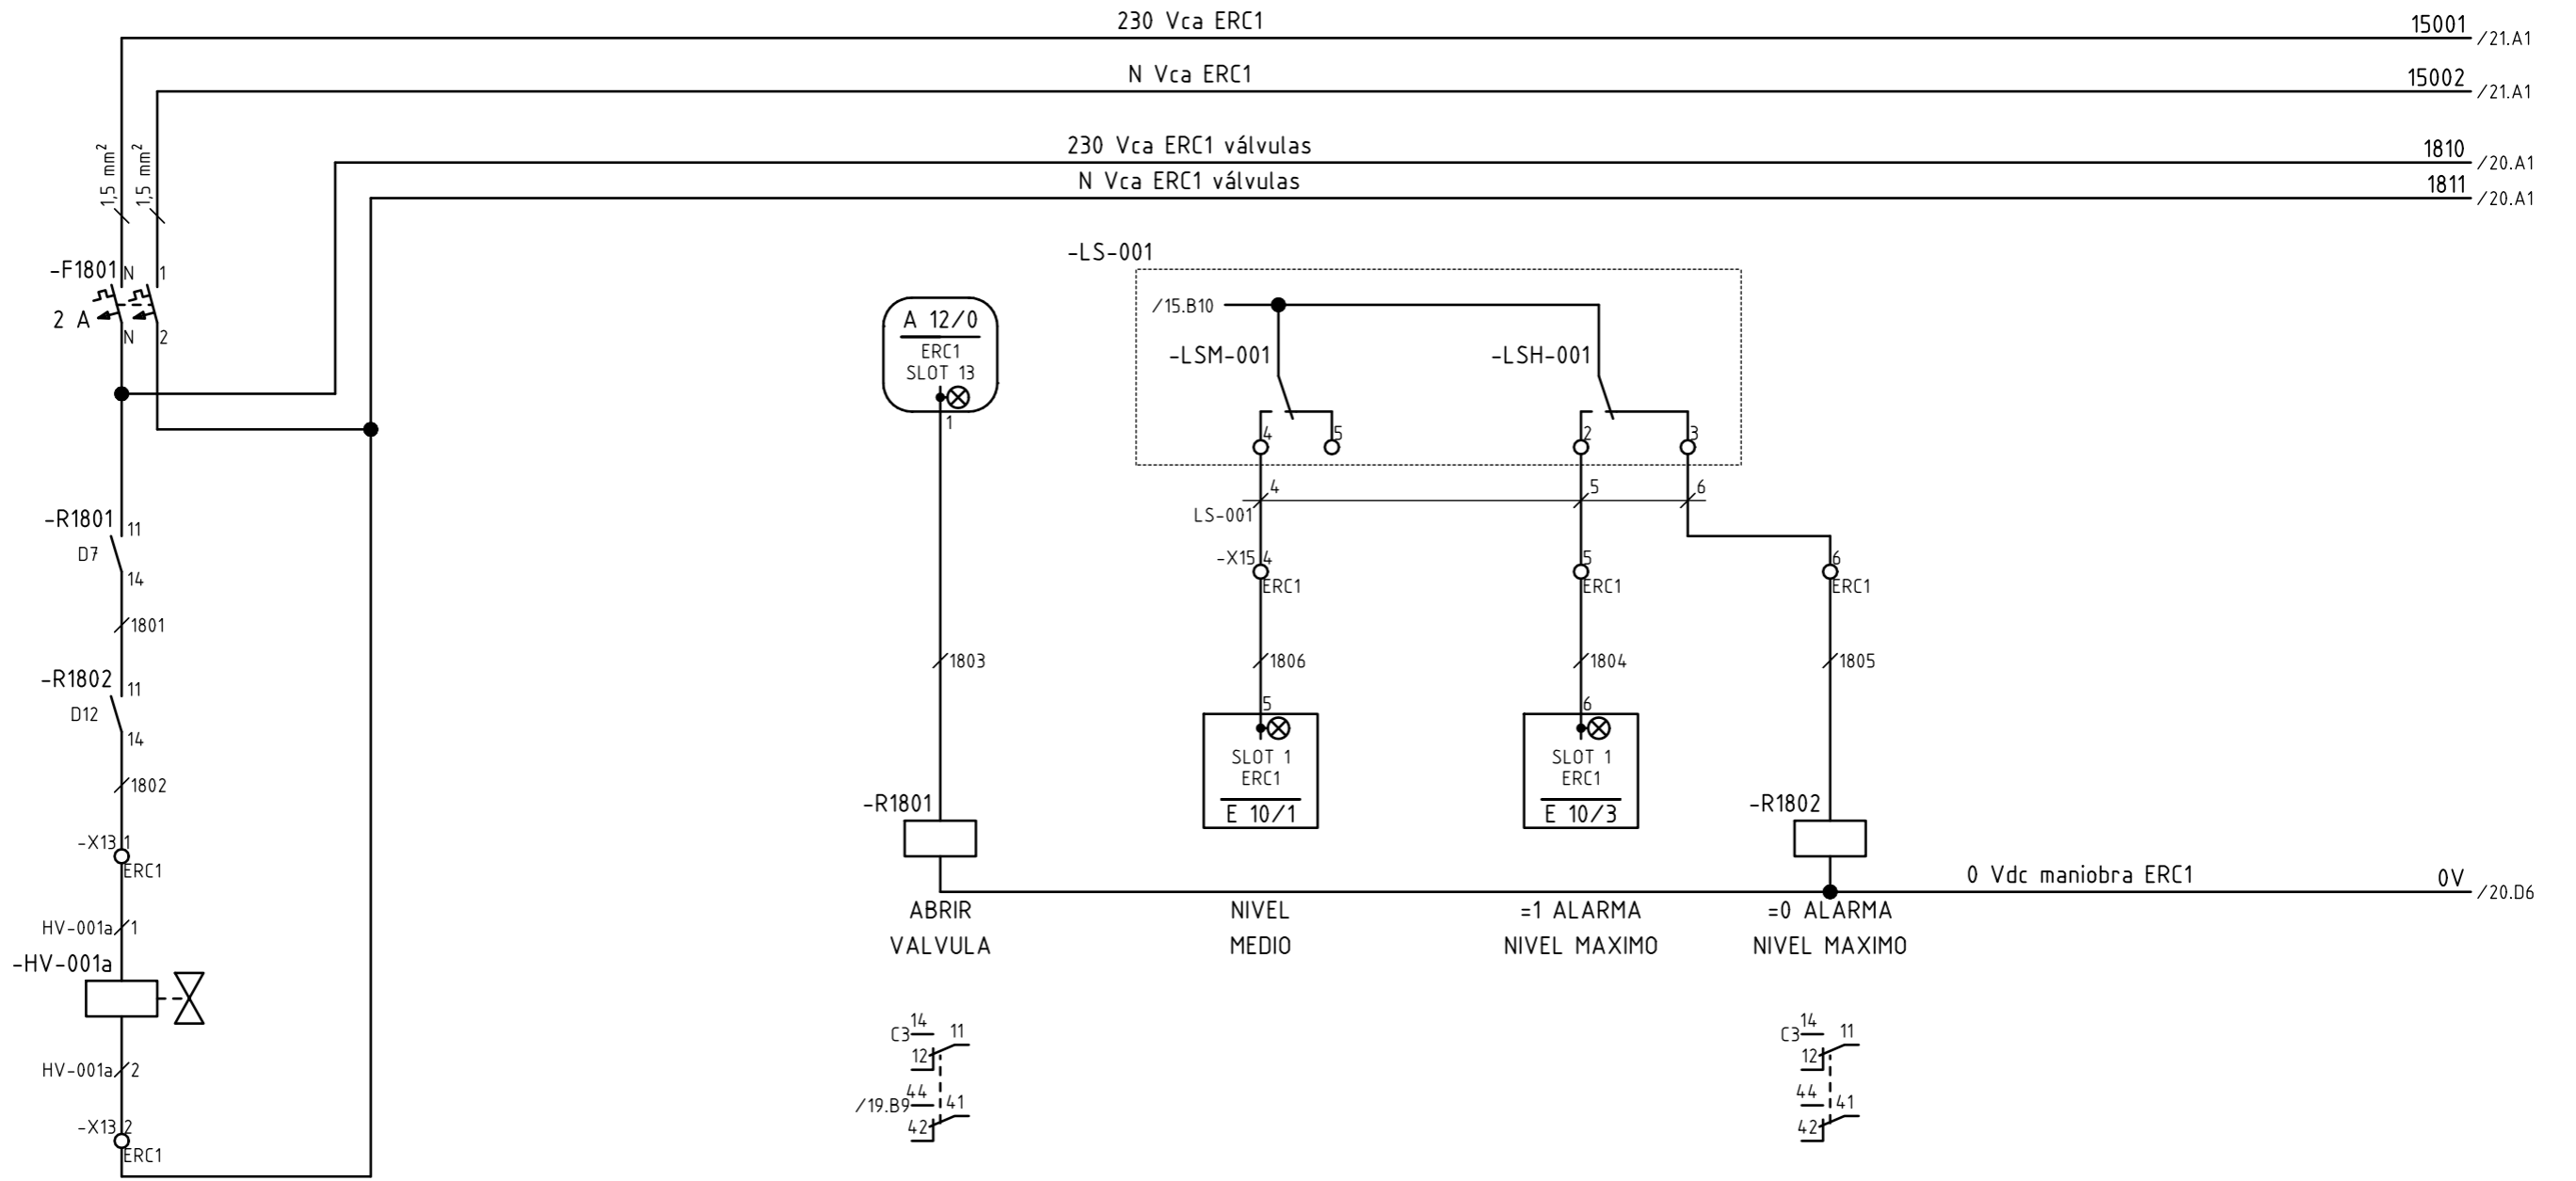 230 Vca ERC1
15001
/21.A1
N Vca ERC1
15002
/21.A1
230 Vca ERC1 válvulas
1810
/20.A1
N Vca ERC1 válvulas
1811
/20.A1
1,5 mm²
1,5 mm²
-F1801
N
1
2 A
N
2
-LS-001
/15.B10
-LSM-001
-LSH-001
4
5
2
3
A 12/0
ERC1
SLOT 13
1
4
5
6
LS-001
-R1801
11
D7
14
-X15
4
ERC1
5
ERC1
6
ERC1
1801
1803
1806
1804
1805
-R1802
11
D12
14
5
SLOT 1
ERC1
E 10/1
6
SLOT 1
ERC1
E 10/3
1802
-R1801
-R1802
-X13
1
ERC1
0 Vdc maniobra ERC1
0V
/20.D6
ABRIR
VALVULA
NIVEL
MEDIO
=1 ALARMA
NIVEL MAXIMO
=0 ALARMA
NIVEL MAXIMO
HV-001a
1
-HV-001a
HV-001a
2
-X13
2
ERC1
14
C3
11
12
44
/19.B9
41
42
14
C3
11
12
44
41
42